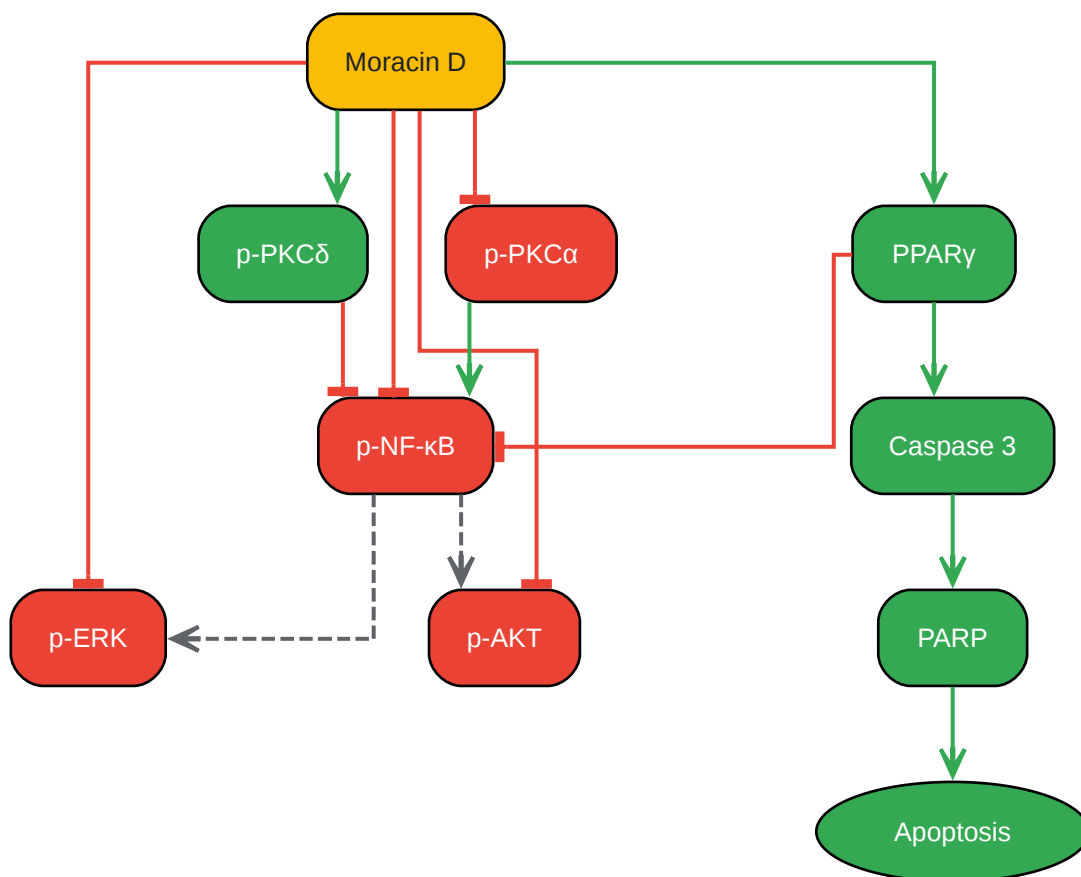 Moracin D
p-PKCδ
p-PKCα
PPARγ
p-NF-κB
Caspase 3
p-ERK
p-AKT
PARP
Apoptosis